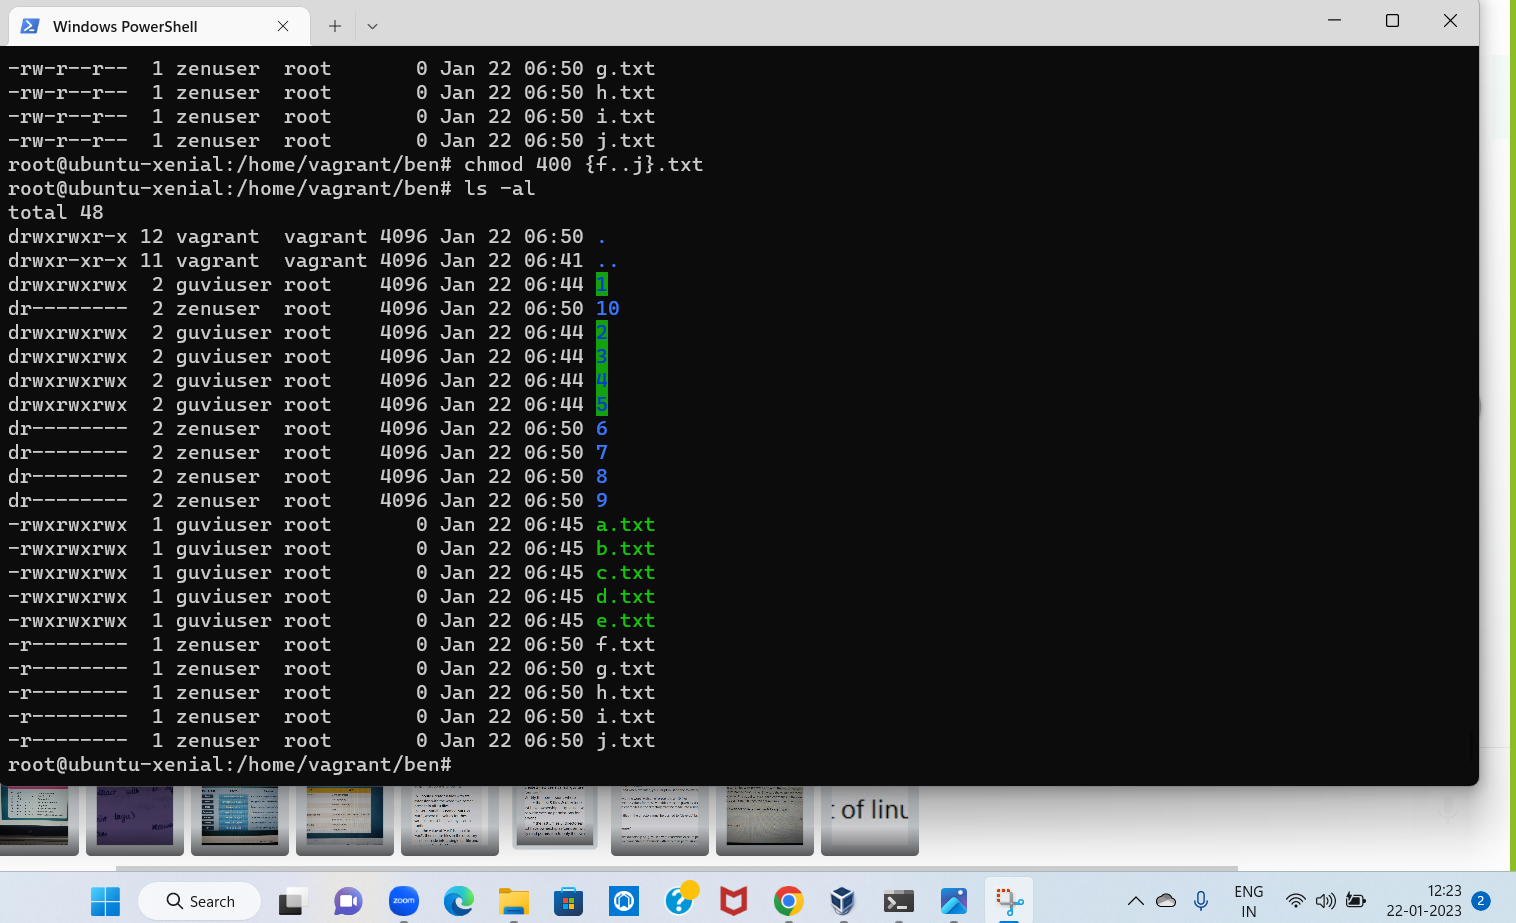 Windows PowerShell
-rw-r--r--  1 zenuser  root       0 Jan 22 06:50 g.txt
-rw-r--r--  1 zenuser  root       0 Jan 22 06:50 h.txt
-rw-r--r--  1 zenuser  root       0 Jan 22 06:50 i.txt
-rw-r--r--  1 zenuser  root       0 Jan 22 06:50 j.txt
root@ubuntu-xenial:/home/vagrant/ben# chmod 400 {f..j}.txt
root@ubuntu-xenial:/home/vagrant/ben# ls -al
total 48
drwxrwxr-x 12 vagrant  vagrant 4096 Jan 22 06:50 .
drwxr-xr-x 11 vagrant  vagrant 4096 Jan 22 06:41 ..
drwxrwxrwx  2 guviuser root    4096 Jan 22 06:44 1
dr--------  2 zenuser  root    4096 Jan 22 06:50 10
drwxrwxrwx  2 guviuser root    4096 Jan 22 06:44 2
drwxrwxrwx  2 guviuser root    4096 Jan 22 06:44 3
drwxrwxrwx  2 guviuser root    4096 Jan 22 06:44 4
drwxrwxrwx  2 guviuser root    4096 Jan 22 06:44 5
dr--------  2 zenuser  root    4096 Jan 22 06:50 6
dr--------  2 zenuser  root    4096 Jan 22 06:50 7
dr--------  2 zenuser  root    4096 Jan 22 06:50 8
dr--------  2 zenuser  root    4096 Jan 22 06:50 9
-rwxrwxrwx  1 guviuser root       0 Jan 22 06:45 a.txt
-rwxrwxrwx  1 guviuser root       0 Jan 22 06:45 b.txt
-rwxrwxrwx  1 guviuser root       0 Jan 22 06:45 c.txt
-rwxrwxrwx  1 guviuser root       0 Jan 22 06:45 d.txt
-rwxrwxrwx  1 guviuser root       0 Jan 22 06:45 e.txt
-r--------  1 zenuser  root       0 Jan 22 06:50 f.txt
-r--------  1 zenuser  root       0 Jan 22 06:50 g.txt
-r--------  1 zenuser  root       0 Jan 22 06:50 h.txt
-r--------  1 zenuser  root       0 Jan 22 06:50 i.txt
-r--------  1 zenuser  root       0 Jan 22 06:50 j.txt
root@ubuntu-xenial:/home/vagrant/ben#
of linu
Search
zoom
ENG
IN
12:23
22-01-2023
2